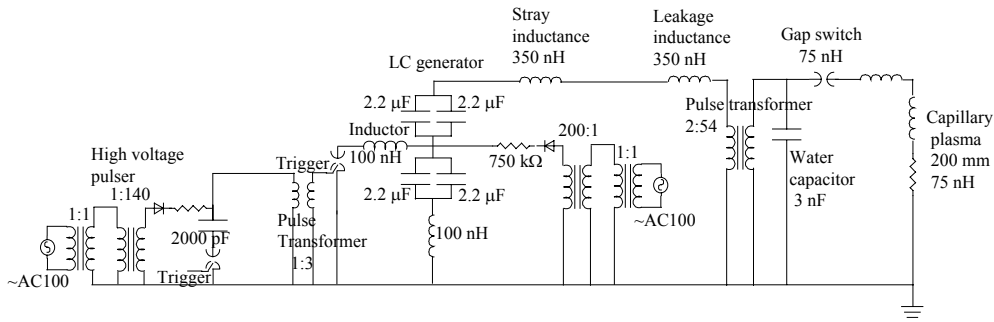 Stray
inductance
350 nH
Leakage
inductance
350 nH
Gap switch
75 nH
LC generator
2.2 μF
2.2 μF
Inductor
100 nH
Trigger
750 kΩ
200:1
1:1
~AC100
Pulse transformer
2:54
Water
capacitor
3 nF
Capillary
plasma
200 mm
75 nH
High voltage
pulser
1:140
1:1
~AC100
2000 pF
Trigger
Pulse
Transformer
1:3
2.2 μF
2.2 μF
100 nH